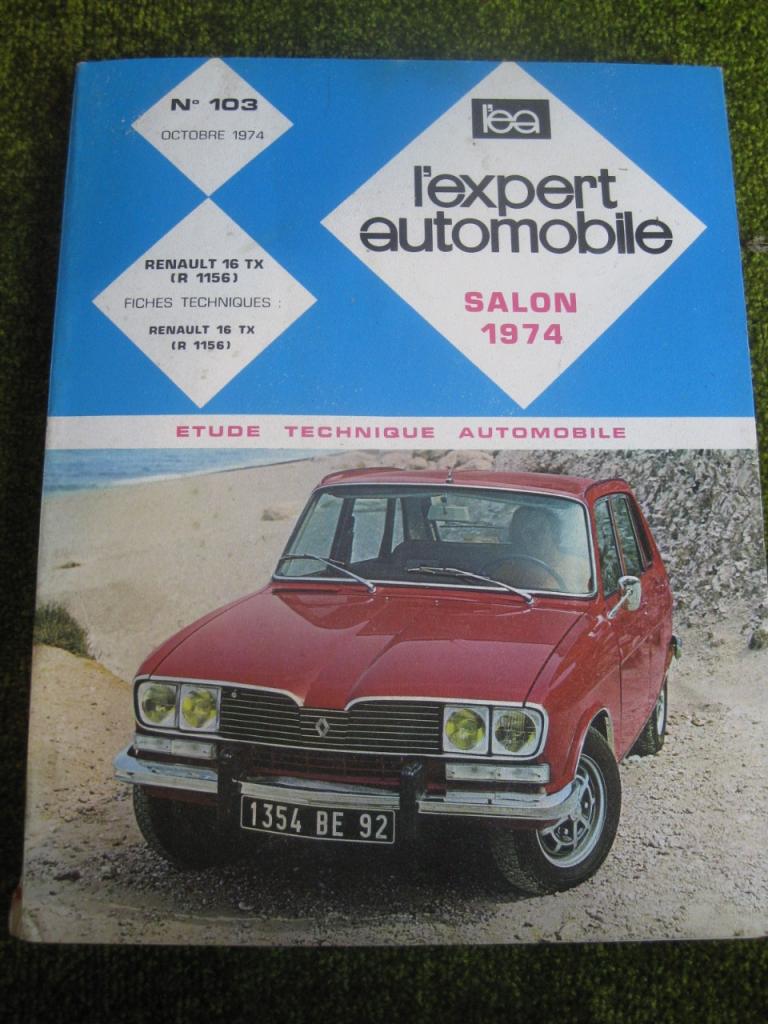 N° 103
OCTOBRE 1974
RENAULT 16 TX
(R 1156)
FICHES TECHNIQUES :
RENAULT 16 TX
(R 1156)
l'ea
l'expert
automobile
SALON
1974
ETUDE TECHNIQUE AUTOMOBILE
1354 BE 92